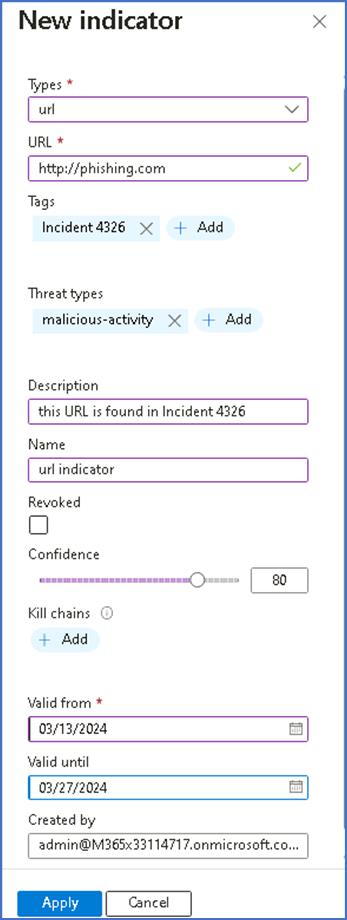 New indicator
Types *
url
URL *
http://phishing.com
Tags
Incident 4326
Add
Threat types
malicious-activity
Add
Description
this URL is found in Incident 4326
Name
url indicator
Revoked
Confidence
80
Kill chains
Add
Valid from *
03/13/2024
Valid until
03/27/2024
Created by
admin@M365x33114717.onmicrosoft.co...
Apply Cancel